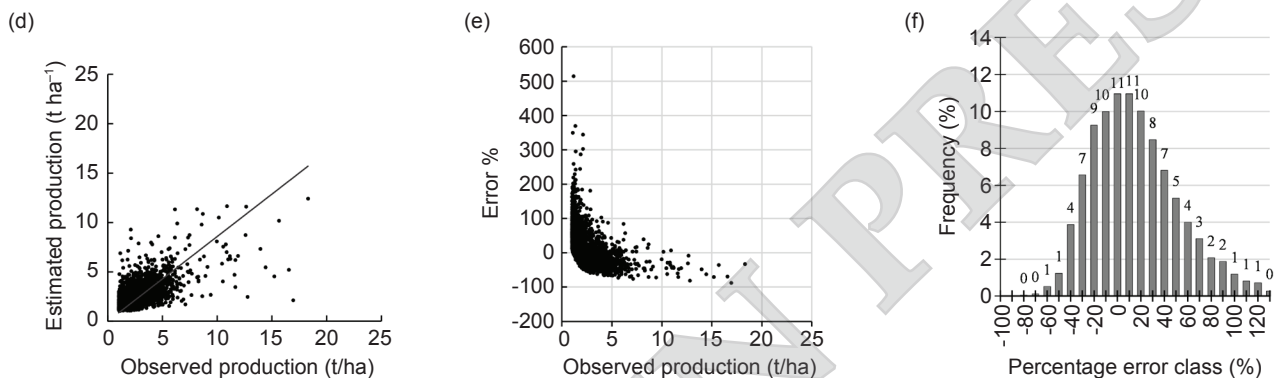 (d)
Estimated production (t ha⁻¹)
25
20
15
10
5
0
0 5 10 15 20 25
Observed production (t/ha)
(e)
Error %
600
500
400
300
200
100
0
-100
-200
0 5 10 15 20 25
Observed production (t/ha)
(f)
Frequency (%)
14
12
10
8
6
4
2
0
0 0 1 1 4 7 9 10 11 11 10 8 7 5 4 3 2 2 1 1 1 0
-100 -80 -60 -40 -20 0 20 40 60 80 100 120
Percentage error class (%)